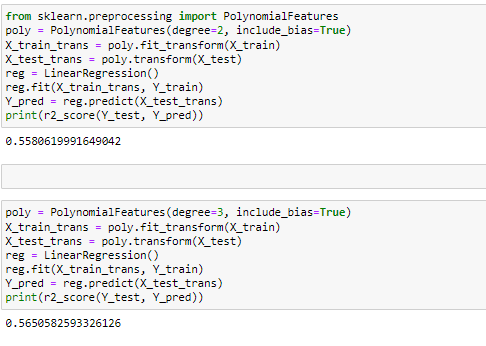 from sklearn.preprocessing import PolynomialFeatures
poly = PolynomialFeatures(degree=2, include_bias=True)
X_train_trans = poly.fit_transform(X_train)
X_test_trans = poly.transform(X_test)
reg = LinearRegression()
reg.fit(X_train_trans, Y_train)
Y_pred = reg.predict(X_test_trans)
print(r2_score(Y_test, Y_pred))
0.5580619991649042
poly = PolynomialFeatures(degree=3, include_bias=True)
X_train_trans = poly.fit_transform(X_train)
X_test_trans = poly.transform(X_test)
reg = LinearRegression()
reg.fit(X_train_trans, Y_train)
Y_pred = reg.predict(X_test_trans)
print(r2_score(Y_test, Y_pred))
0.5650582593326126